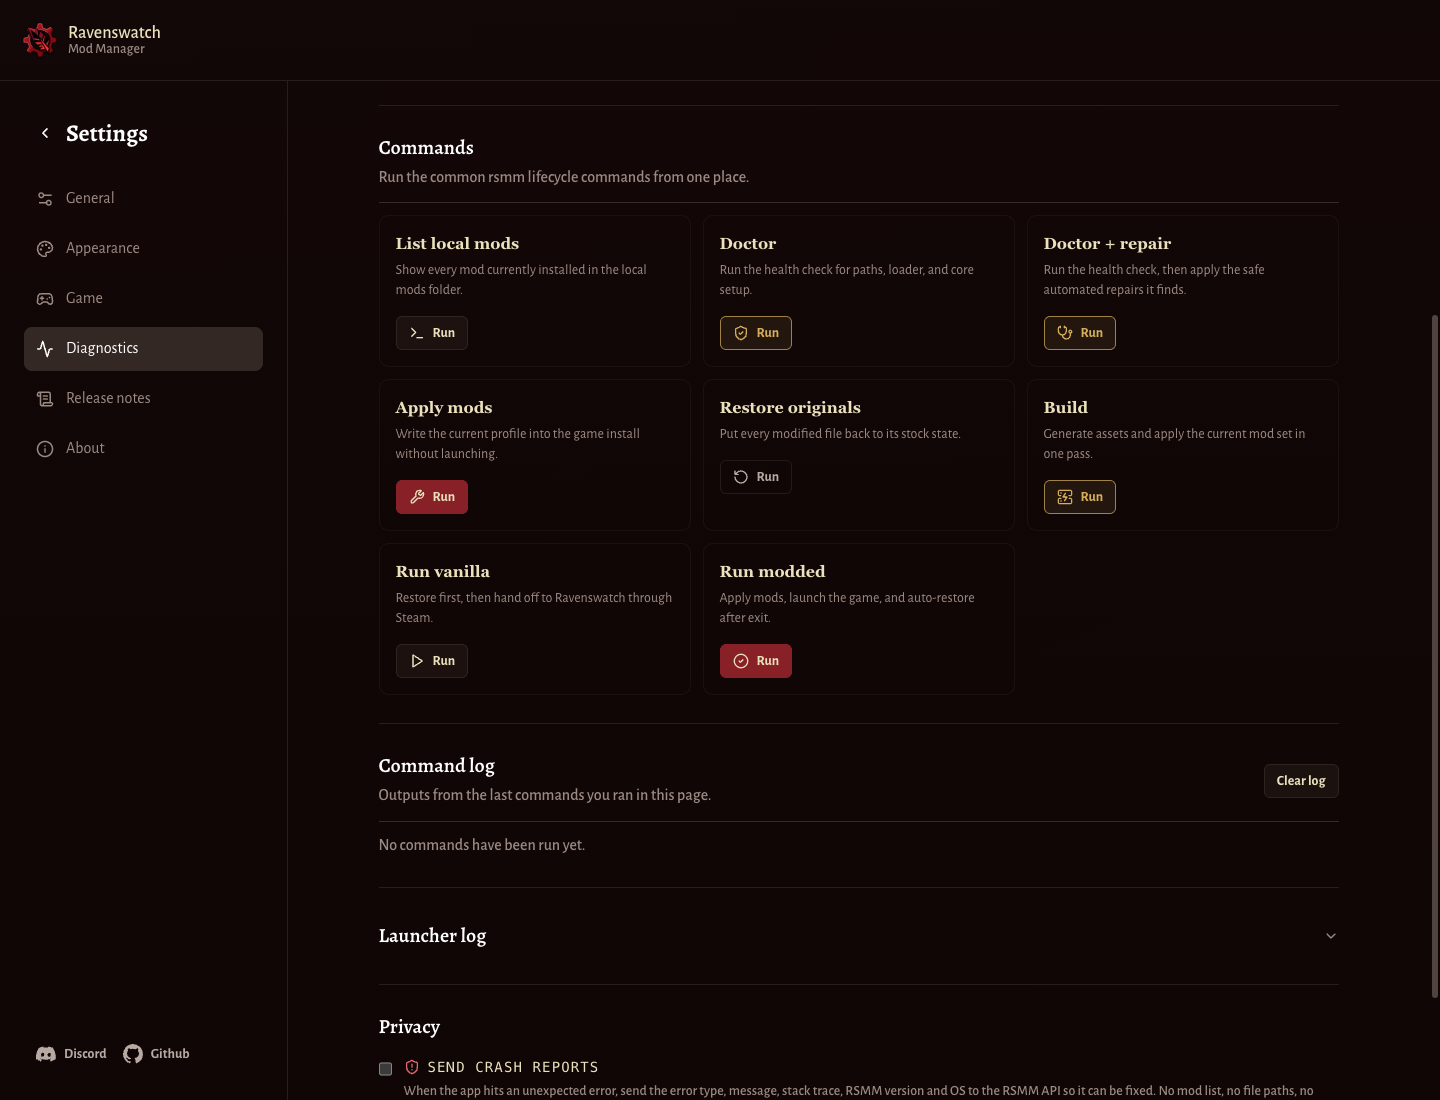 Ravenswatch
Mod Manager
Settings
General
Appearance
Game
Diagnostics
Release notes
About
Discord
Github
Commands
Run the common rsmm lifecycle commands from one place.
List local mods
Show every mod currently installed in the local
mods folder.
Run
Doctor
Run the health check for paths, loader, and core
setup.
Run
Doctor + repair
Run the health check, then apply the safe
automated repairs it finds.
Run
Apply mods
Write the current profile into the game install
without launching.
Run
Restore originals
Put every modified file back to its stock state.
Run
Build
Generate assets and apply the current mod set in
one pass.
Run
Run vanilla
Restore first, then hand off to Ravenswatch through
Steam.
Run
Run modded
Apply mods, launch the game, and auto-restore
after exit.
Run
Command log
Outputs from the last commands you ran in this page.
Clear log
No commands have been run yet.
Launcher log
Privacy
SEND CRASH REPORTS
When the app hits an unexpected error, send the error type, message, stack trace, RSMM version and OS to the RSMM API so it can be fixed. No mod list, no file paths, no